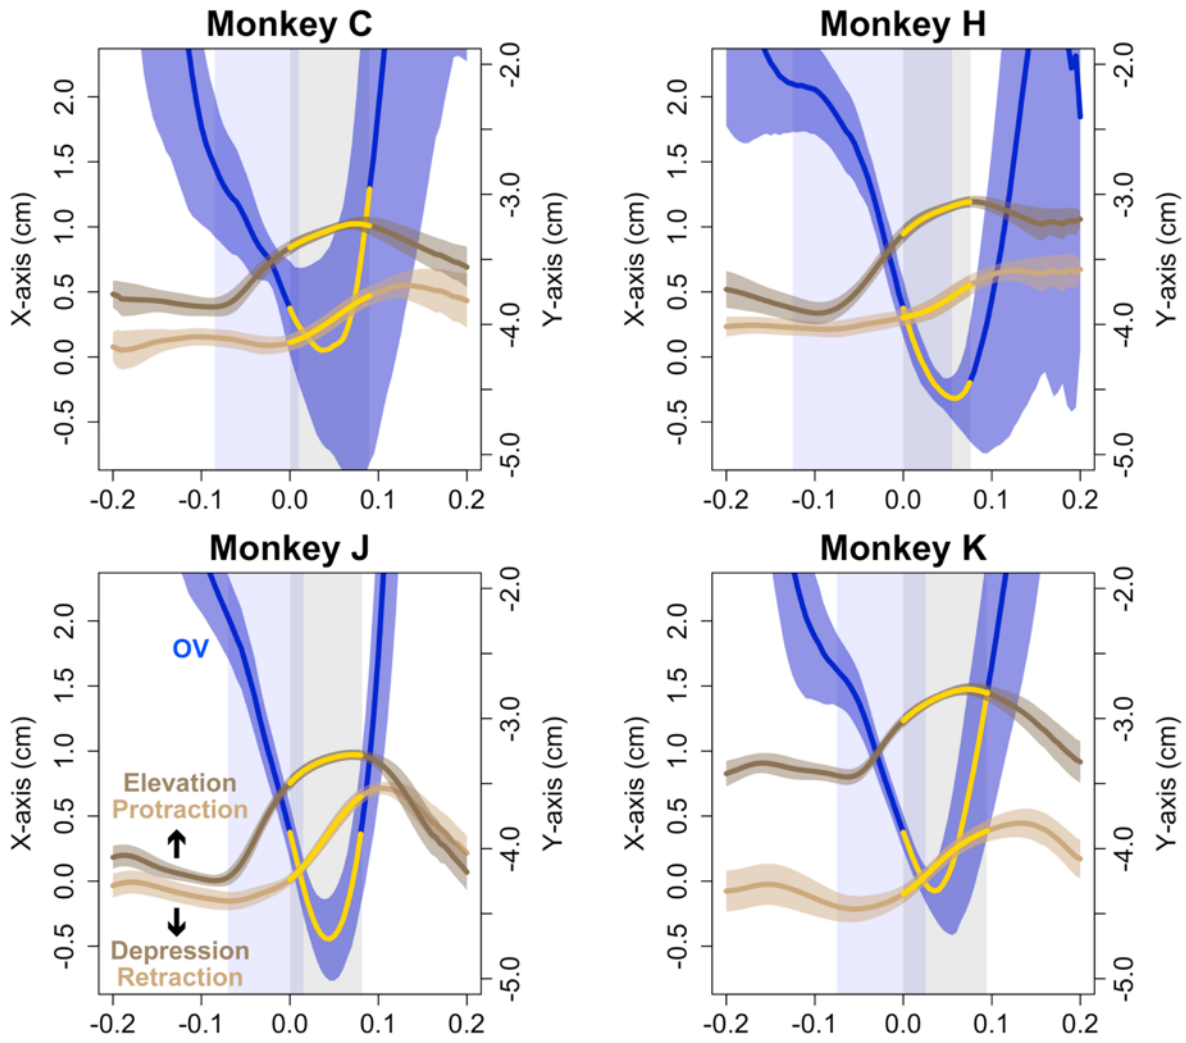 Monkey C
Monkey H
X-axis (cm)
2.0
1.5
1.0
0.5
0.0
-0.5
-2.0
-3.0
-4.0
-5.0
Y-axis (cm)
-0.2 -0.1 0.0 0.1 0.2
X-axis (cm)
2.0
1.5
1.0
0.5
0.0
-0.5
-2.0
-3.0
-4.0
-5.0
Y-axis (cm)
-0.2 -0.1 0.0 0.1 0.2
Monkey J
Monkey K
X-axis (cm)
2.0
1.5
1.0
0.5
0.0
-0.5
OV
Elevation
Protraction
Depression
Retraction
-2.0
-3.0
-4.0
-5.0
Y-axis (cm)
-0.2 -0.1 0.0 0.1 0.2
X-axis (cm)
2.0
1.5
1.0
0.5
0.0
-0.5
-2.0
-3.0
-4.0
-5.0
Y-axis (cm)
-0.2 -0.1 0.0 0.1 0.2